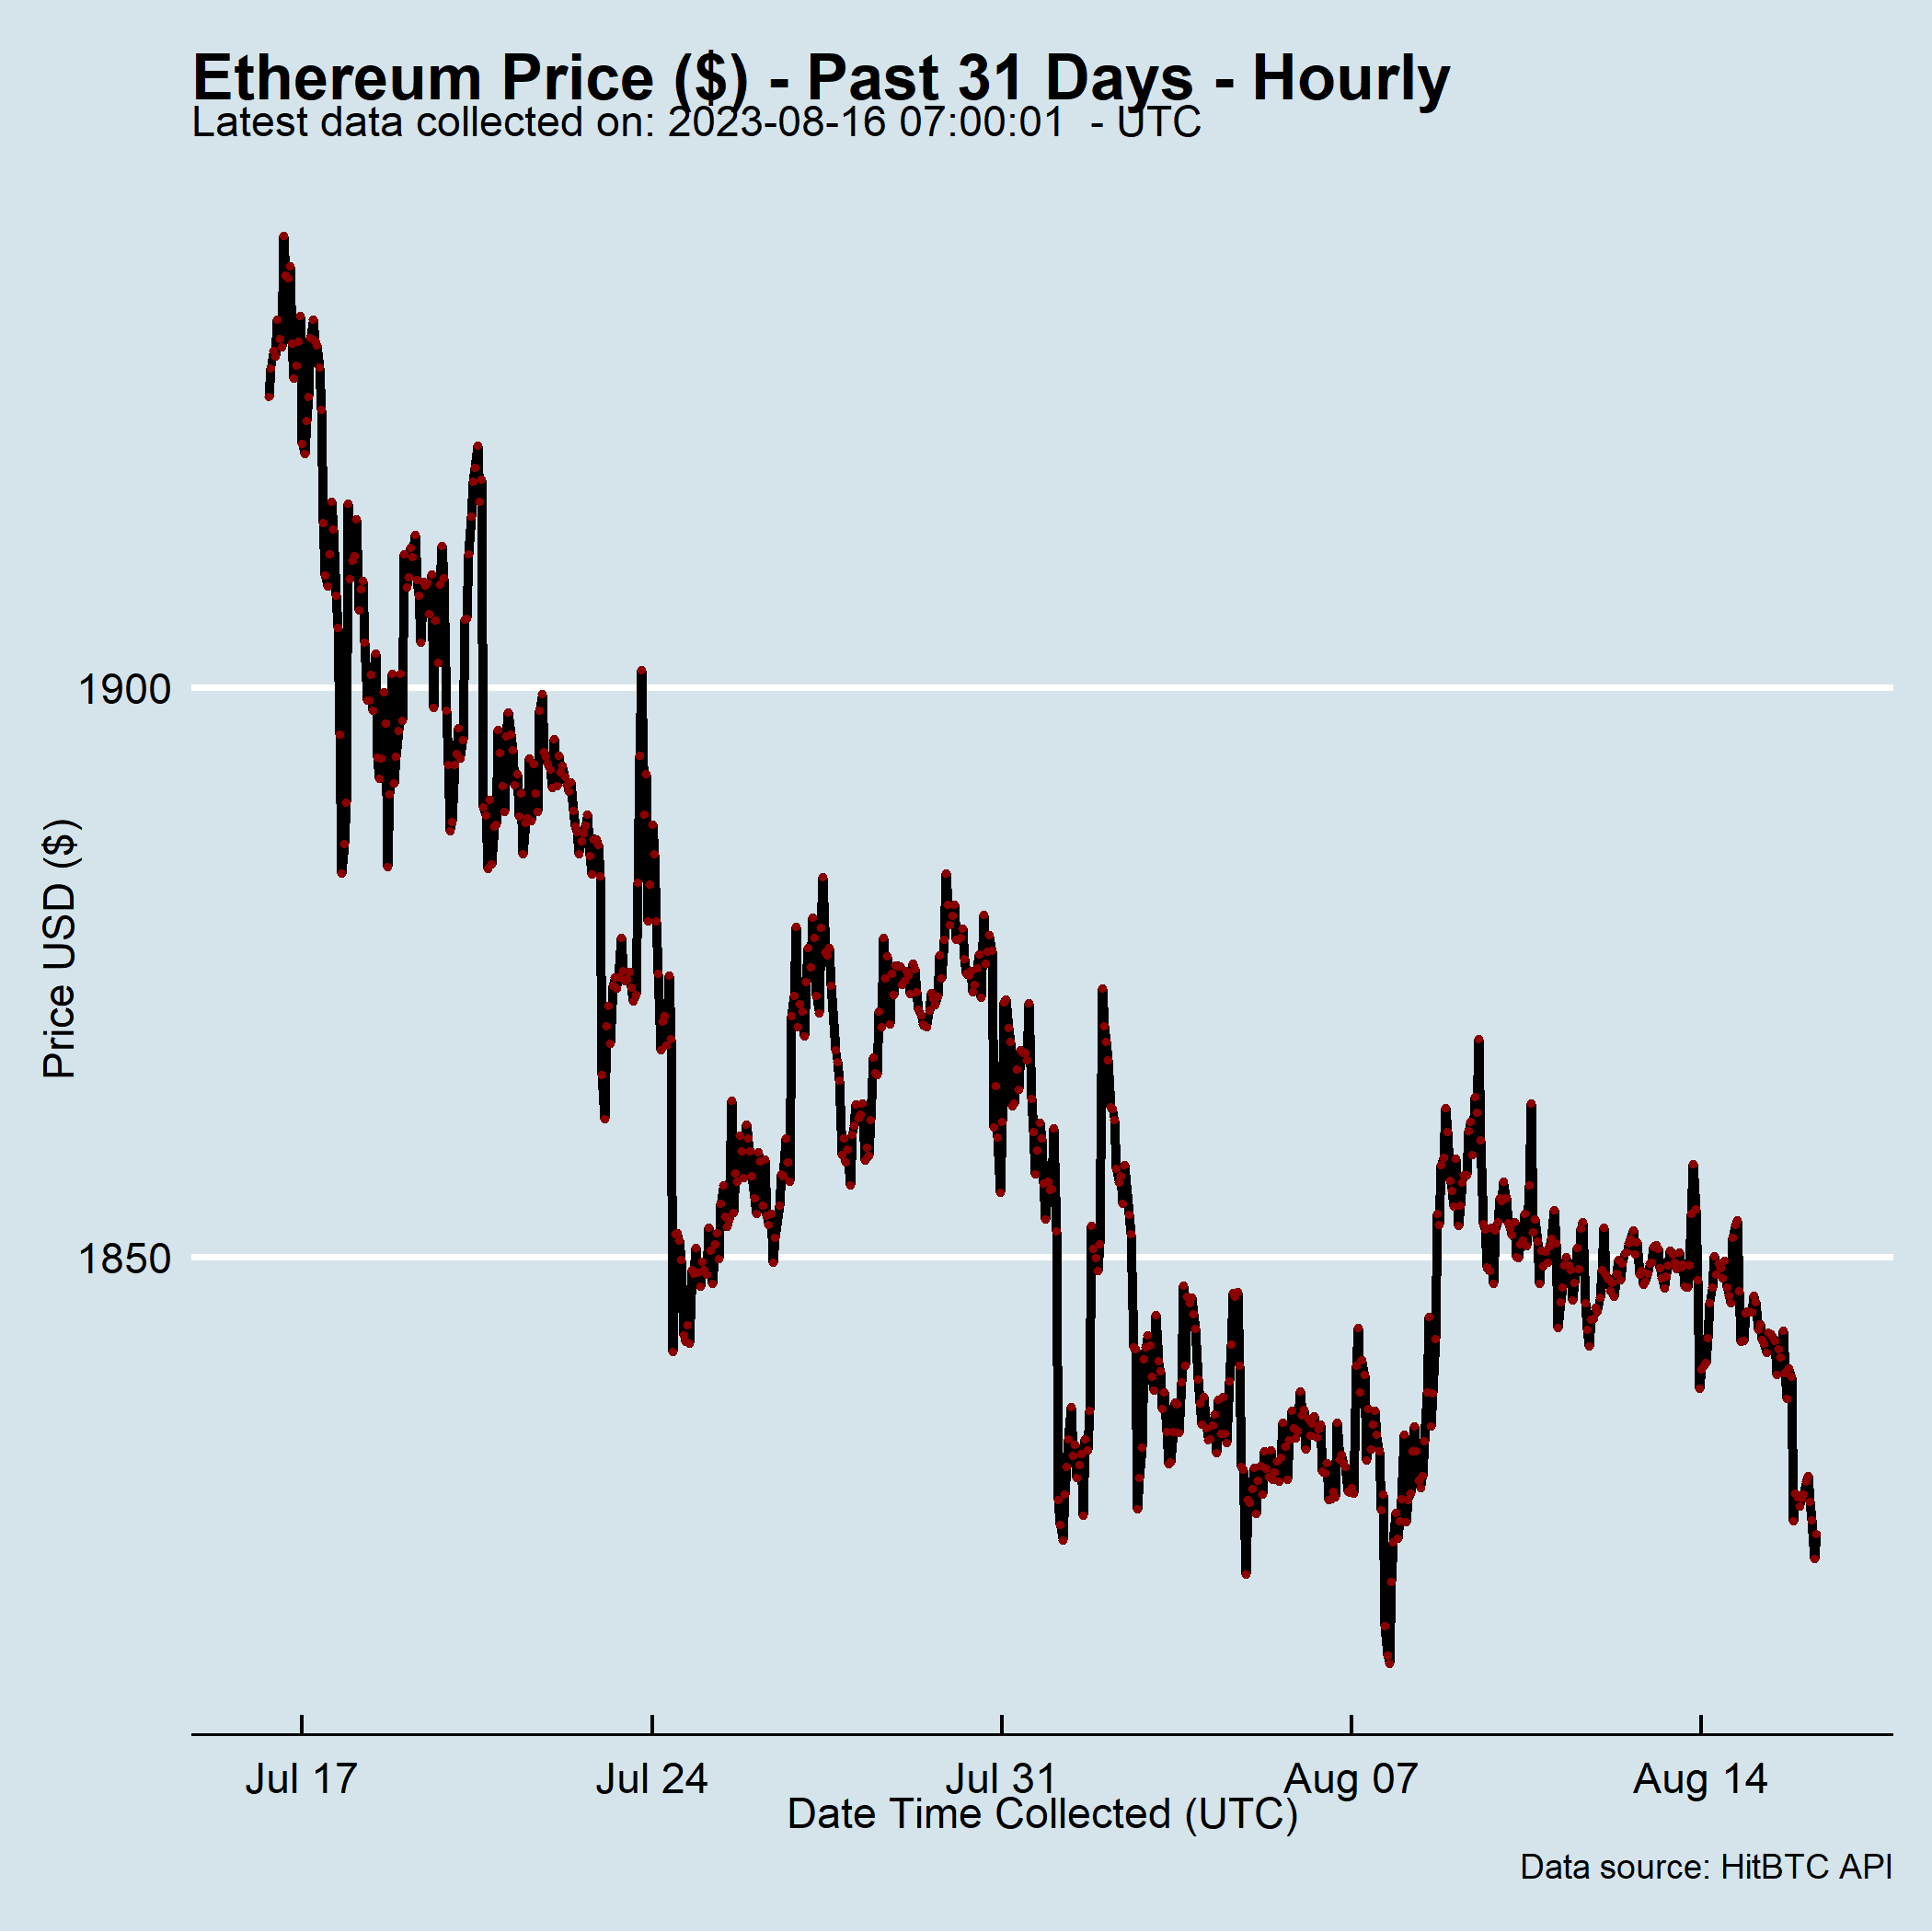 Ethereum Price ($) - Past 31 Days - Hourly
Latest data collected on: 2023-08-16 07:00:01  - UTC
Price USD ($)
1900
1850
Jul 17
Jul 24
Jul 31
Aug 07
Aug 14
Date Time Collected (UTC)
Data source: HitBTC API